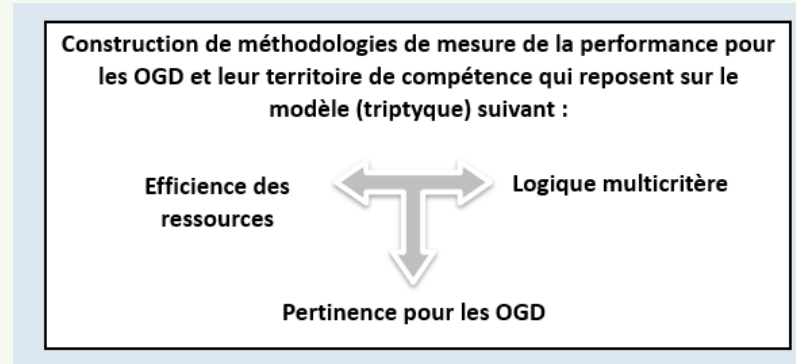 Construction de méthodologies de mesure de la performance pour
les OGD et leur territoire de compétence qui reposent sur le
modèle (triptyque) suivant :
Efficience des
ressources
Logique multicritère
Pertinence pour les OGD